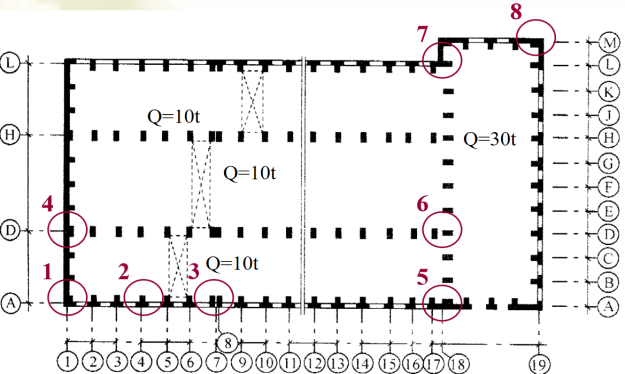 8
7
M
L
L
K
Q=10t
J
H
H
Q=30t
Q=10t
G
F
4
6
E
D
D
Q=10t
C
1
2
3
5
B
A
A
8
1
2
3
4
5
6
7
9
10
11
12
13
14
15
16
17
18
19